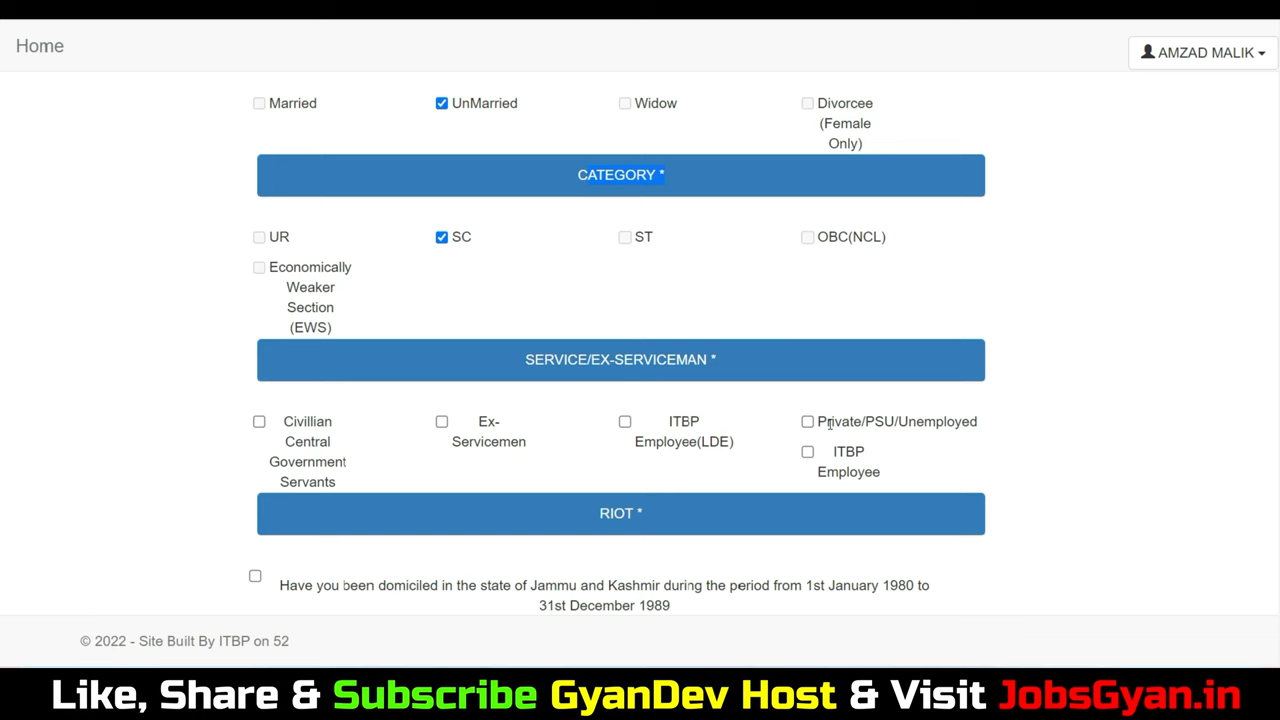 Home
AMZAD MALIK
Married
UnMarried
Widow
Divorcee
(Female
Only)
CATEGORY *
UR
SC
ST
OBC(NCL)
Economically
Weaker
Section
(EWS)
SERVICE/EX-SERVICEMAN *
Civillian
Central
Government
Servants
Ex-
Servicemen
ITBP
Employee(LDE)
Private/PSU/Unemployed
ITBP
Employee
RIOT *
Have you been domiciled in the state of Jammu and Kashmir during the period from 1st January 1980 to
31st December 1989
© 2022 - Site Built By ITBP on 52
Like, Share & Subscribe GyanDev Host & Visit JobsGyan.in